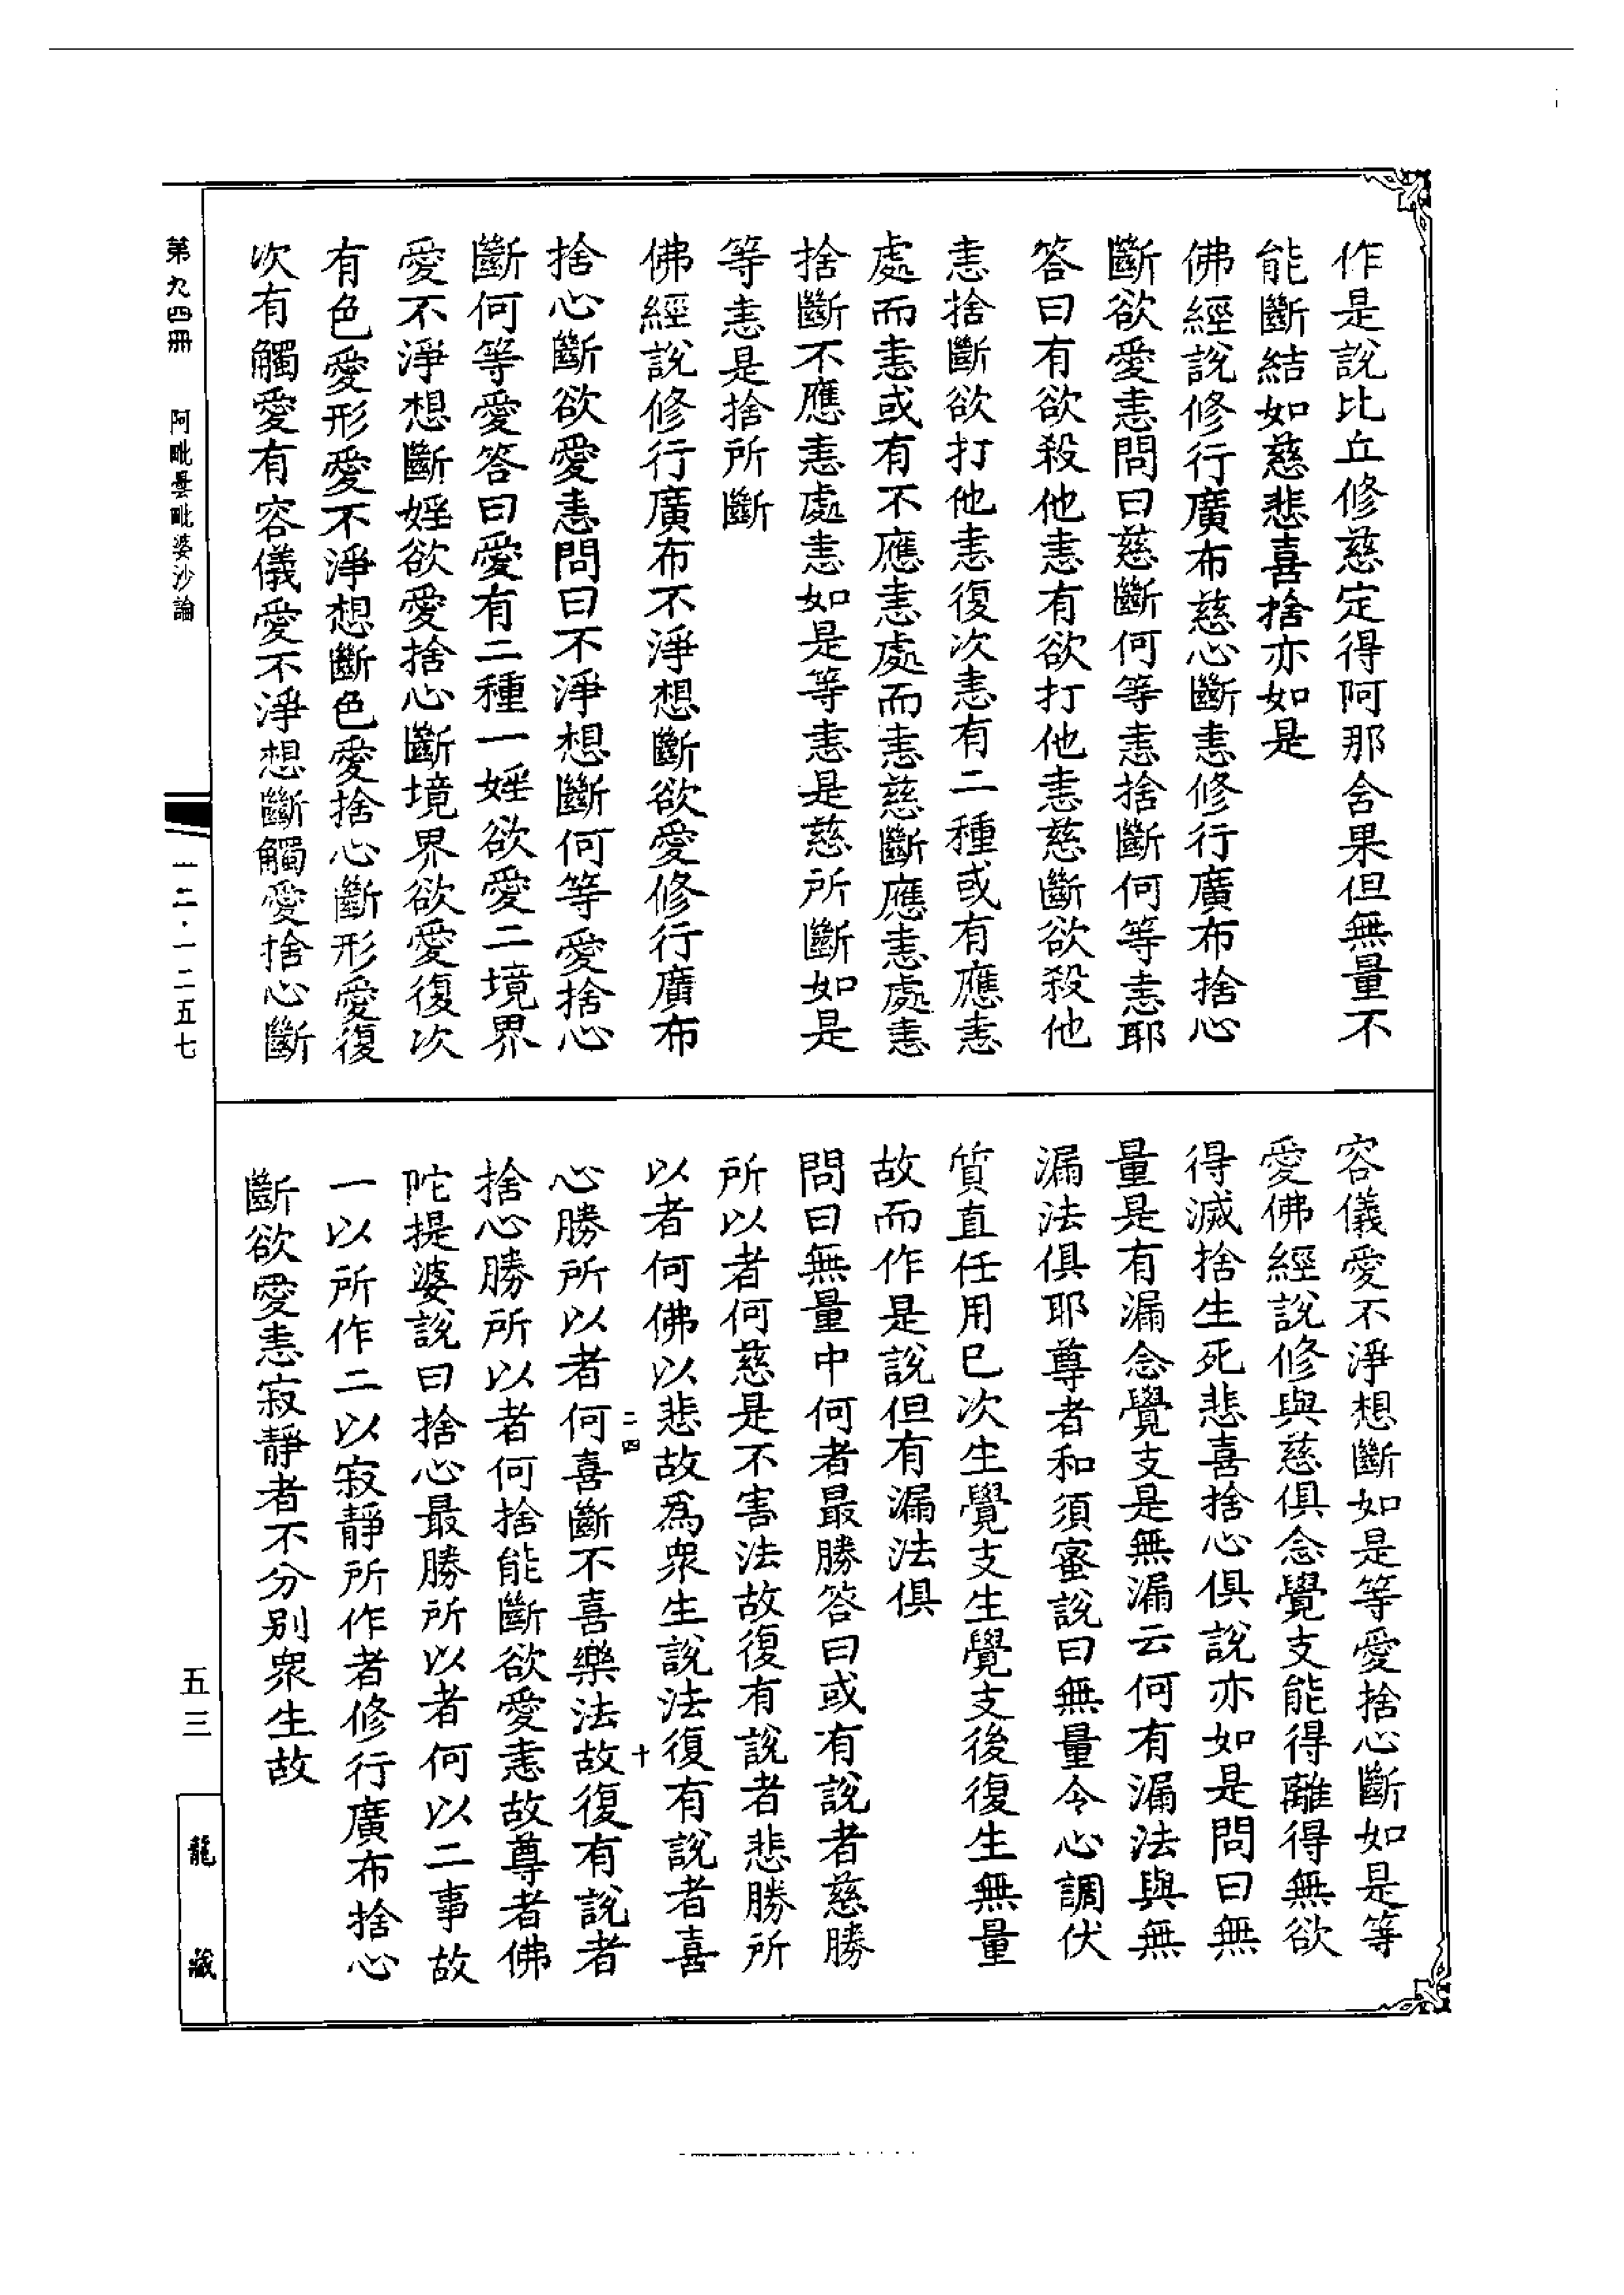 作是說比丘修慈定得阿那含果但無量不
能斷結如慈悲喜捨亦如是
佛經說修行廣布慈心斷恚修行廣布捨心
斷欲愛恚問曰慈斷何等恚捨斷何等恚耶
答曰有欲殺他恚有欲打他恚慈斷欲殺他
恚捨斷欲打他恚復次恚有二種或有應恚
處而恚或有不應恚處而恚慈斷應恚處恚
捨斷不應恚處恚如是等恚是慈所斷如是
等恚是捨所斷
佛經說修行廣布不淨想斷欲愛修行廣布
捨心斷欲愛恚問曰不淨想斷何等愛捨心
斷何等愛答曰愛有二種一婬欲愛二境界
愛不淨想斷婬欲愛捨心斷境界欲愛復次
有色愛形愛不淨想斷色愛捨心斷形愛復
次有觸愛有容儀愛不淨想斷觸愛捨心斷
容儀愛不淨想斷如是等愛捨心斷如是等
愛佛經說修與慈俱念覺支能得離得無欲
得滅捨生死悲喜捨心俱說亦如是問曰無
量是有漏念覺支是無漏云何有漏法與無
漏法俱耶尊者和須蜜說曰無量令心調伏
質直任用已次生覺支生覺支後復生無量
故而作是說但有漏法俱
問曰無量中何者最勝答曰或有說者慈勝
所以者何慈是不害法故復有說者悲勝所
以者何佛以悲故為衆生說法復有說者喜
心勝所以者何喜斷不喜樂法故復有說者
捨心勝所以者何捨能斷欲愛恚故尊者佛
陀提婆說曰捨心最勝所以者何以二事故
一以所作二以寂靜所作者修行廣布捨心
斷欲愛恚寂靜者不分别衆生故
二四
十
第九四冊 阿毗曇毗婆沙論
一二·一二五七
五三
龍藏